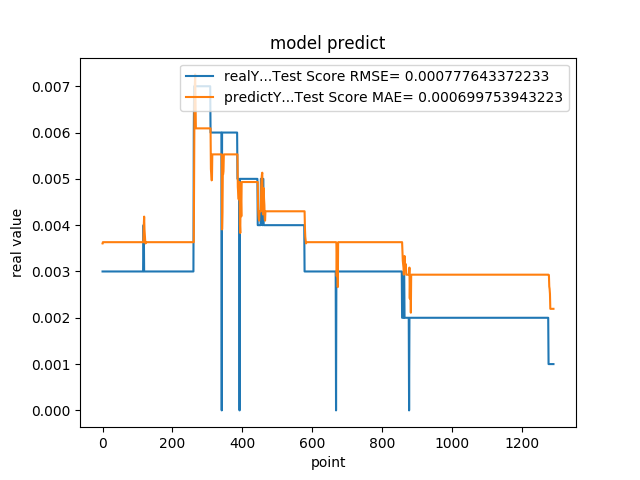 model predict
realY...Test Score RMSE= 0.000777643372233
predictY...Test Score MAE= 0.000699753943223
real value
0.007
0.006
0.005
0.004
0.003
0.002
0.001
0.000
0 200 400 600 800 1000 1200
point